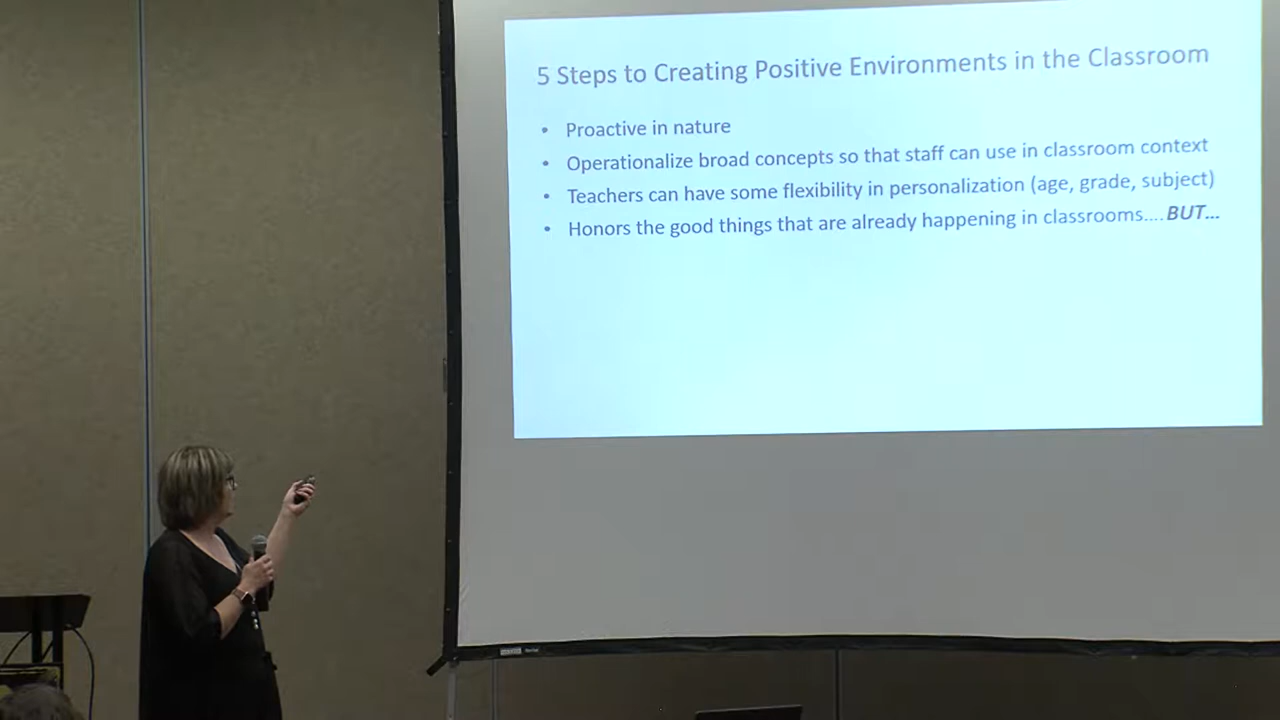 5 Steps to Creating Positive Environments in the Classroom
• Proactive in nature
• Operationalize broad concepts so that staff can use in classroom context
• Teachers can have some flexibility in personalization (age, grade, subject)
• Honors the good things that are already happening in classrooms....BUT...